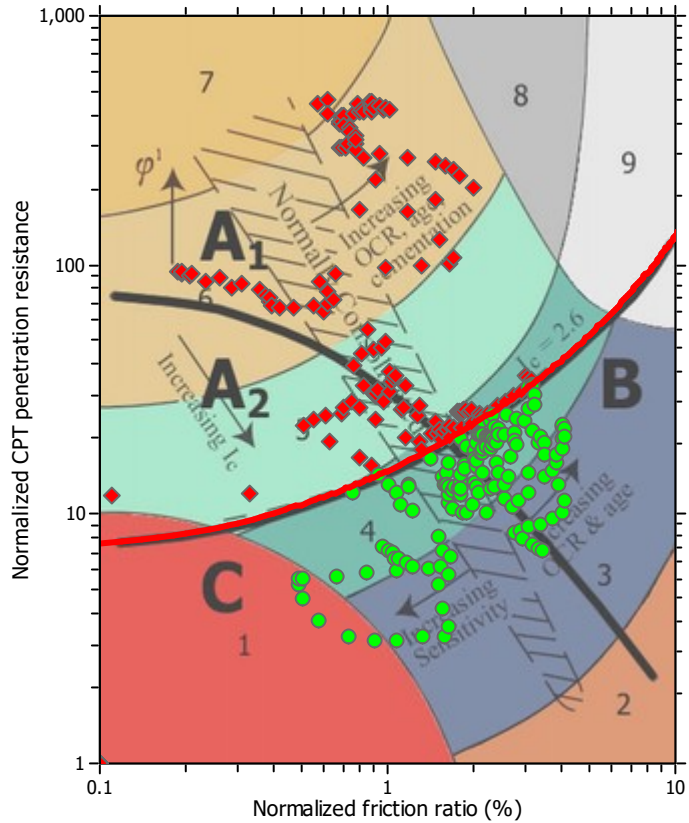 1,000
7
8
9
φ'
Normally Consolidated
Increasing
OCR, age,
cementation
A1
100
6
Increasing Ic
A2
5
Ic = 2.6
B
10
4
Increasing
OCR & age
C
1
3
Increasing
Sensitivity
2
1
0.1
1
10
Normalized friction ratio (%)
Normalized CPT penetration resistance